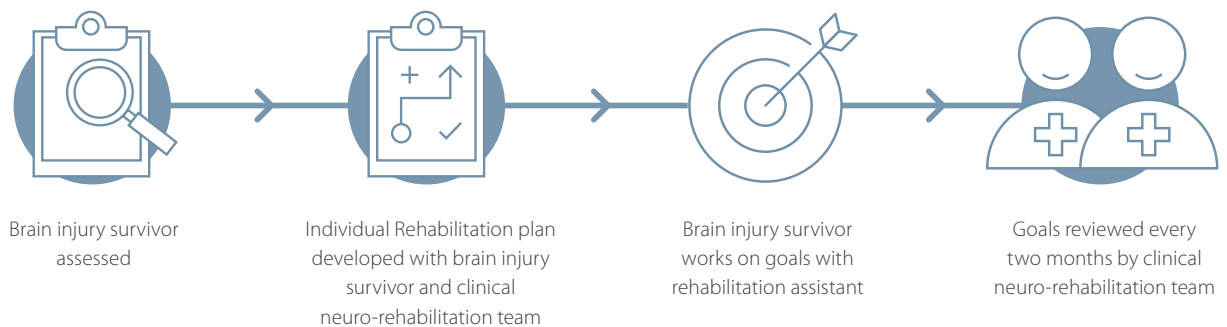 Brain injury survivor
assessed
Individual Rehabilitation plan
developed with brain injury
survivor and clinical
neuro-rehabilitation team
Brain injury survivor
works on goals with
rehabilitation assistant
Goals reviewed every
two months by clinical
neuro-rehabilitation team